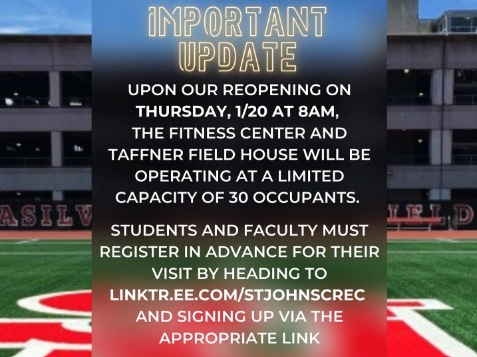 IMPORTANT
UPDATE
UPON OUR REOPENING ON
THURSDAY, 1/20 AT 8AM,
THE FITNESS CENTER AND
TAFFNER FIELD HOUSE WILL BE
OPERATING AT A LIMITED
CAPACITY OF 30 OCCUPANTS.
STUDENTS AND FACULTY MUST
REGISTER IN ADVANCE FOR THEIR
VISIT BY HEADING TO
LINKTR.EE.COM/STJOHNSCREC
AND SIGNING UP VIA THE
APPROPRIATE LINK